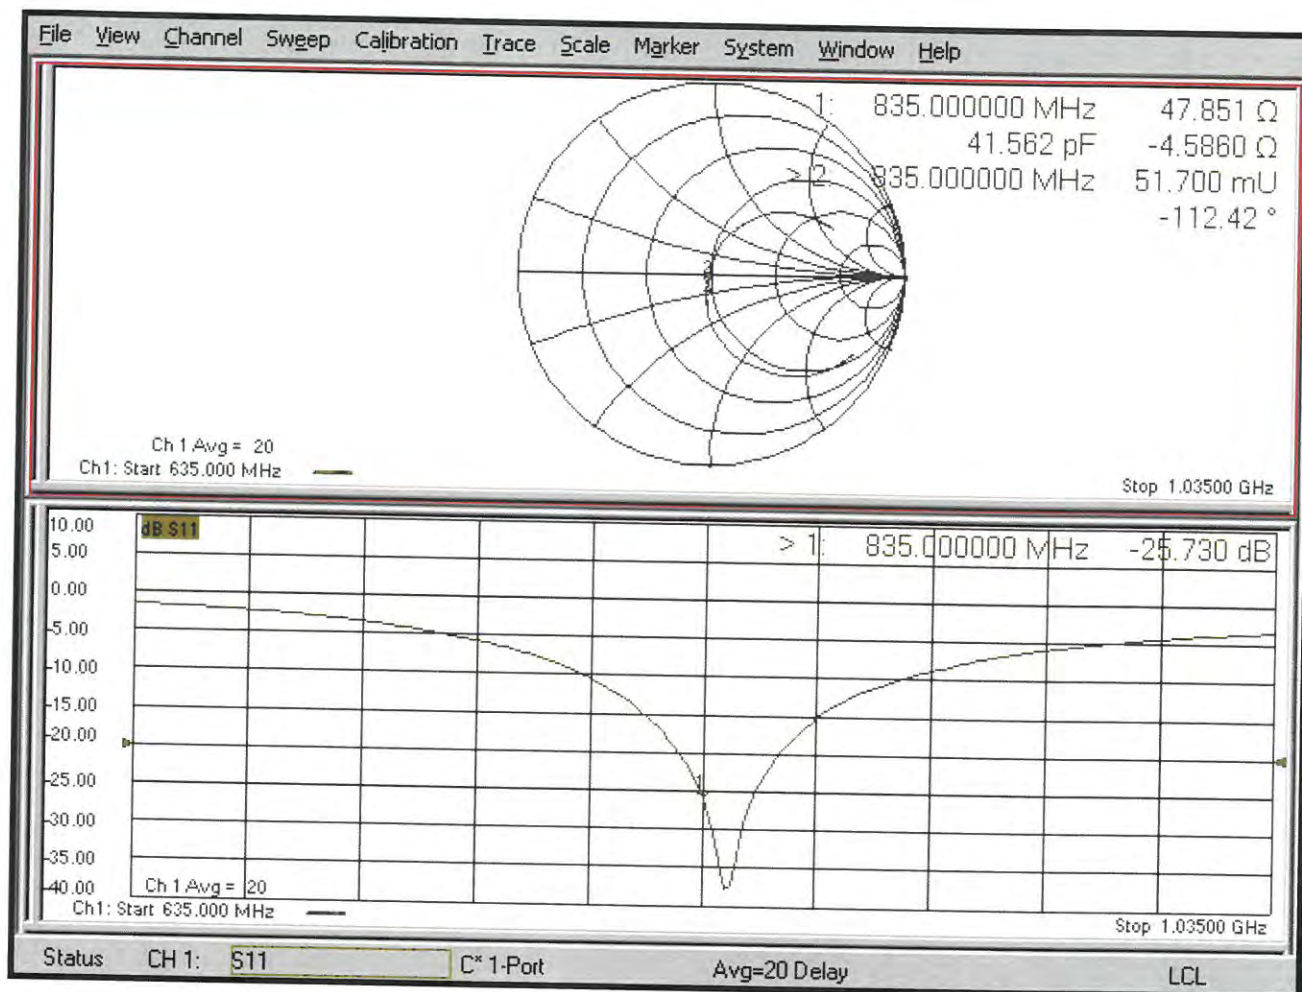 File View Channel Sweep Calibration Trace Scale Marker System Window Help
1: 835.000000 MHz 47.851 Ω
41.562 pF -4.5860 Ω
> 2: 835.000000 MHz 51.700 mU
-112.42 °
2
Ch 1 Avg = 20
Ch1: Start 635.000 MHz
Stop 1.03500 GHz
10.00
dB S11
> 1: 835.000000 MHz -25.730 dB
5.00
0.00
-5.00
-10.00
-15.00
-20.00
-25.00
1
-30.00
-35.00
-40.00
Ch 1 Avg = 20
Ch1: Start 635.000 MHz
Stop 1.03500 GHz
Status CH 1: S11 C* 1-Port Avg=20 Delay LCL